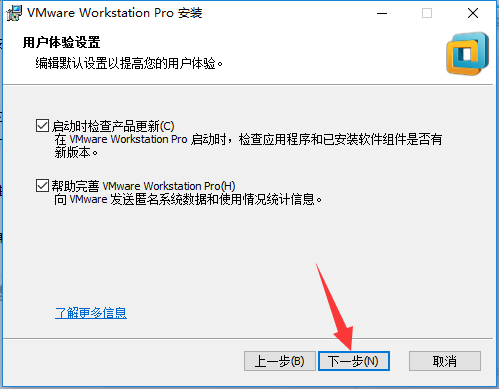 VMware Workstation Pro 安装
用户体验设置
编辑默认设置以提高您的用户体验。
启动时检查产品更新(C)
在 VMware Workstation Pro 启动时，检查应用程序和已安装软件组件是否有
新版本。
帮助完善 VMware Workstation Pro(H)
向 VMware 发送匿名系统数据和使用情况统计信息。
了解更多信息
上一步(B) 下一步(N) 取消